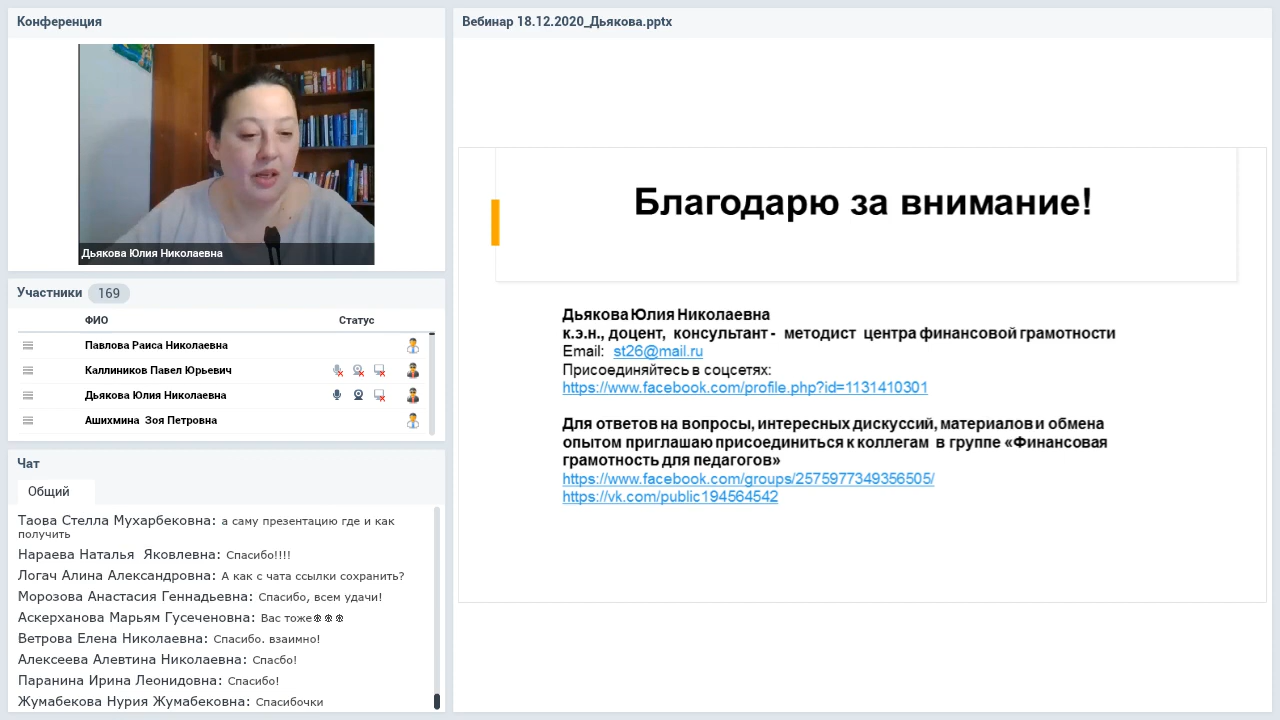 Конференция
Дьякова Юлия Николаевна
Участники 169
ФИО Статус
Павлова Раиса Николаевна
Каллиников Павел Юрьевич
Дьякова Юлия Николаевна
Ашихмина Зоя Петровна
Чат
Общий
Таова Стелла Мухарбековна: а саму презентацию где и как
получить
Нараева Наталья Яковлевна: Спасибо!!!!
Логач Алина Александровна: А как с чата ссылки сохранить?
Морозова Анастасия Геннадьевна: Спасибо, всем удачи!
Аскерханова Марьям Гусеченовна: Вас тоже
Ветрова Елена Николаевна: Спасибо. взаимно!
Алексеева Алевтина Николаевна: Спасбо!
Паранина Ирина Леонидовна: Спасибо!
Жумабекова Нурия Жумабековна: Спасибочки
Вебинар 18.12.2020_Дьякова.pptx
Благодарю за внимание!
Дьякова Юлия Николаевна
к.э.н., доцент, консультант - методист центра финансовой грамотности
Email: st26@mail.ru
Присоединяйтесь в соцсетях:
https://www.facebook.com/profile.php?id=1131410301
Для ответов на вопросы, интересных дискуссий, материалов и обмена
опытом приглашаю присоединиться к коллегам в группе «Финансовая
грамотность для педагогов»
https://www.facebook.com/groups/2575977349356505/
https://vk.com/public194564542